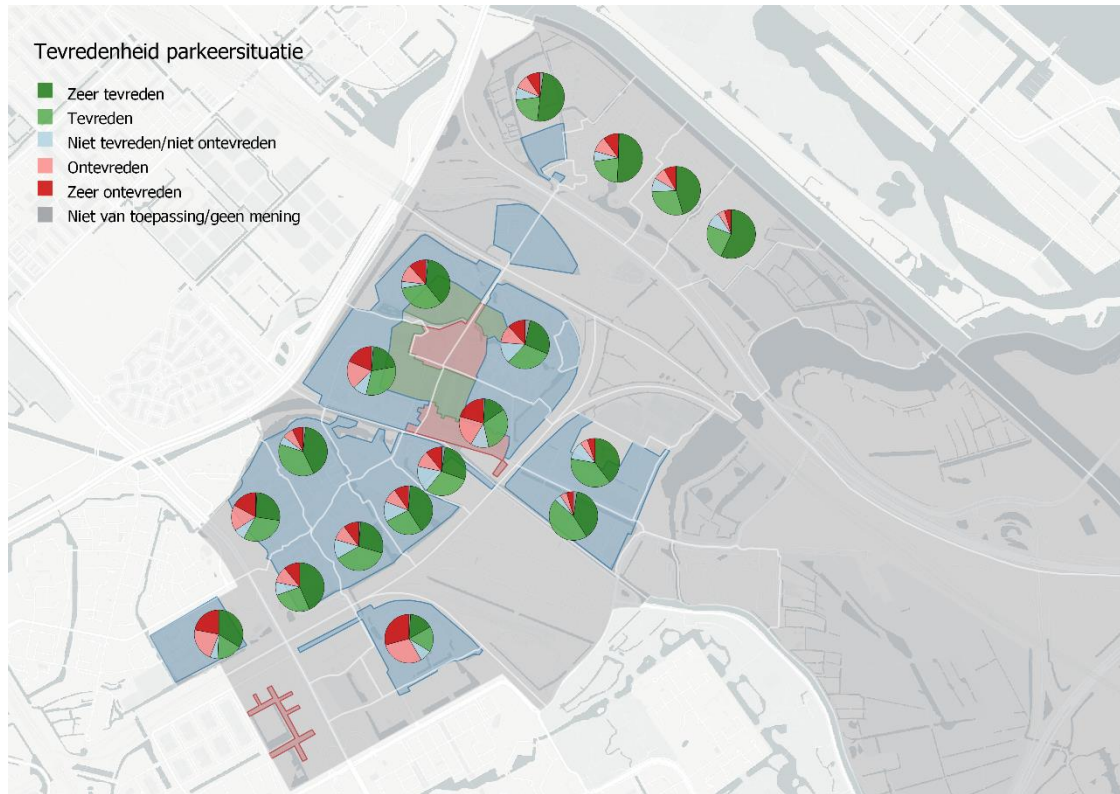 Tevredenheid parkeersituatie
Zeer tevreden
Tevreden
Niet tevreden/niet ontevreden
Ontevreden
Zeer ontevreden
Niet van toepassing/geen mening